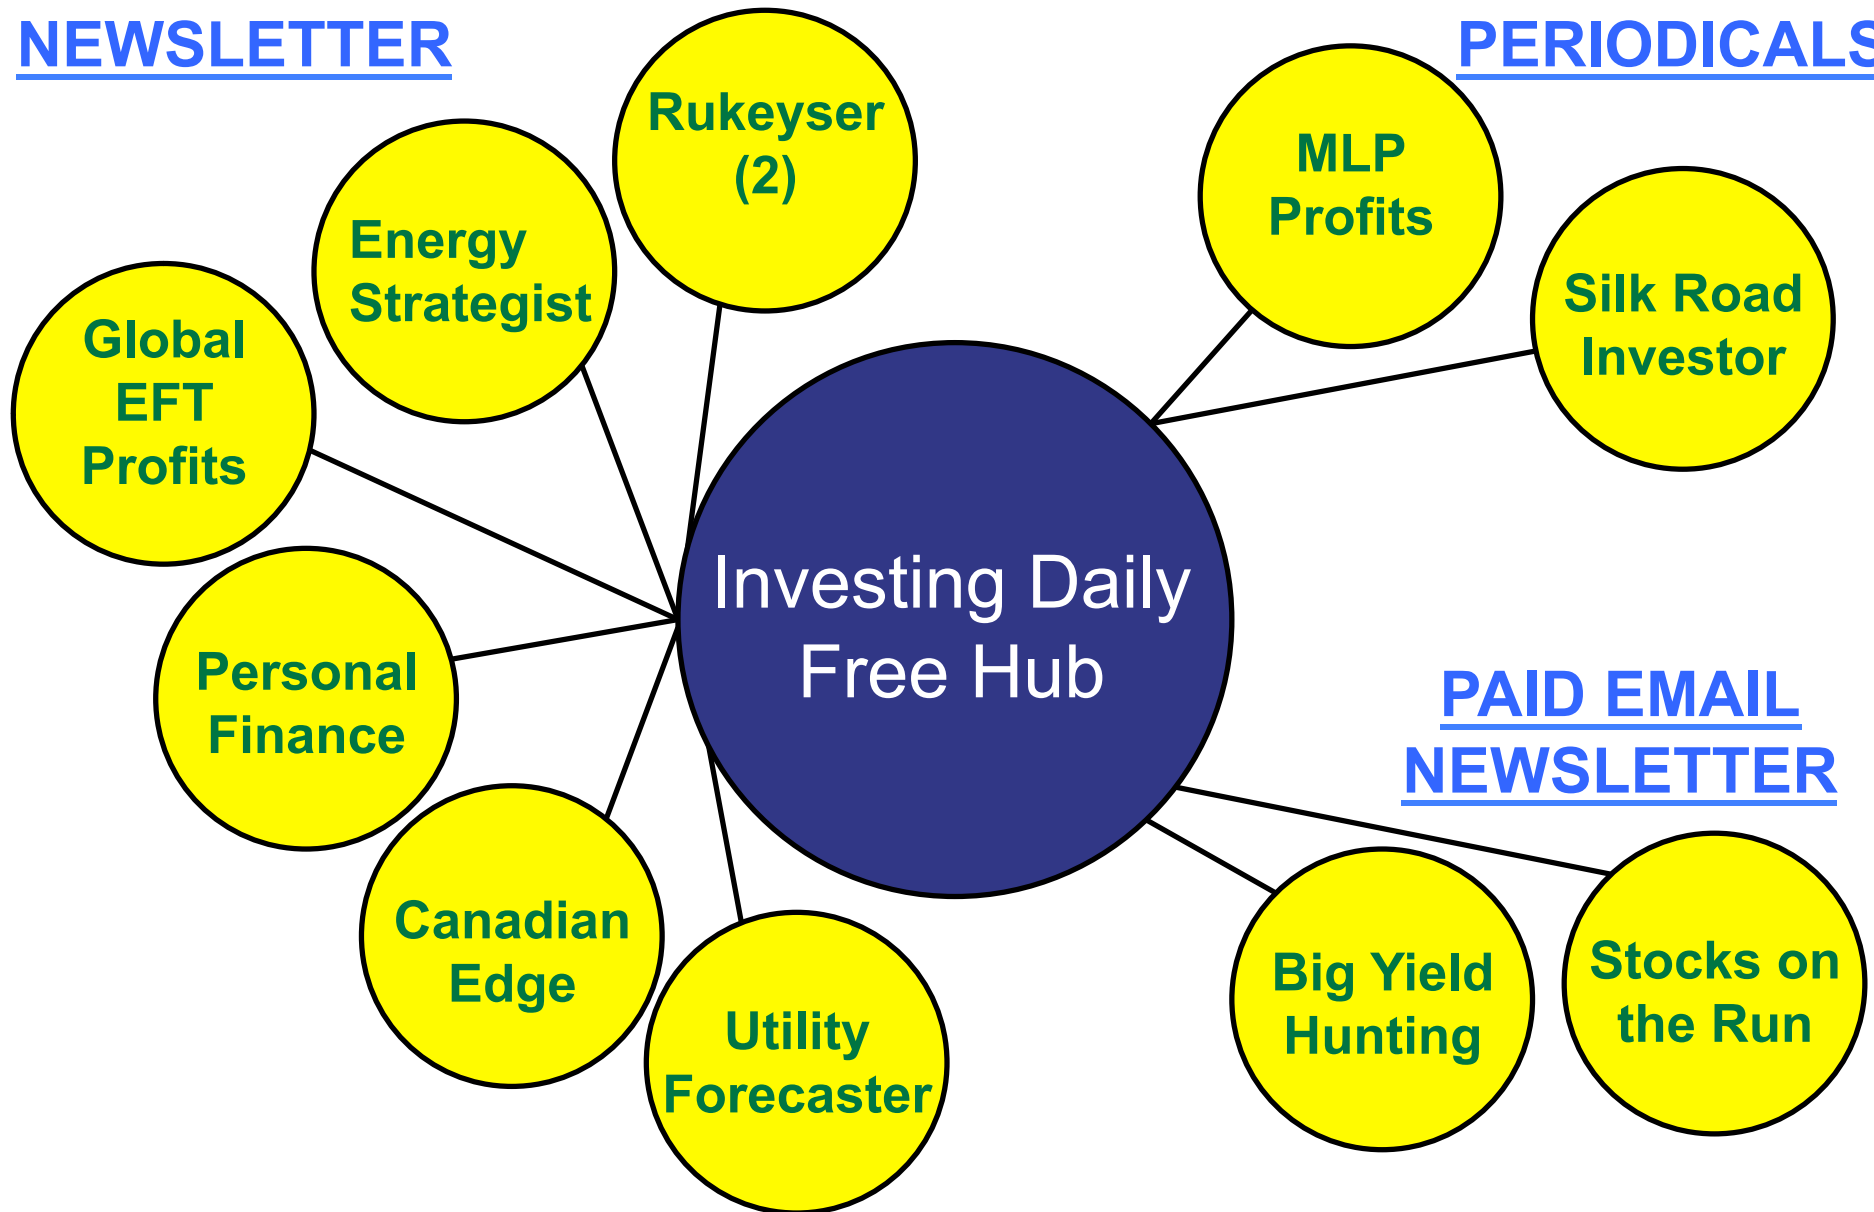 NEWSLETTER
Rukeyser
(2)
Energy
Strategist
Global
EFT
Profits
Personal
Finance
Canadian
Edge
Utility
Forecaster
Investing Daily
Free Hub
PERIODICALS
MLP
Profits
Silk Road
Investor
PAID EMAIL
NEWSLETTER
Big Yield
Hunting
Stocks on
the Run